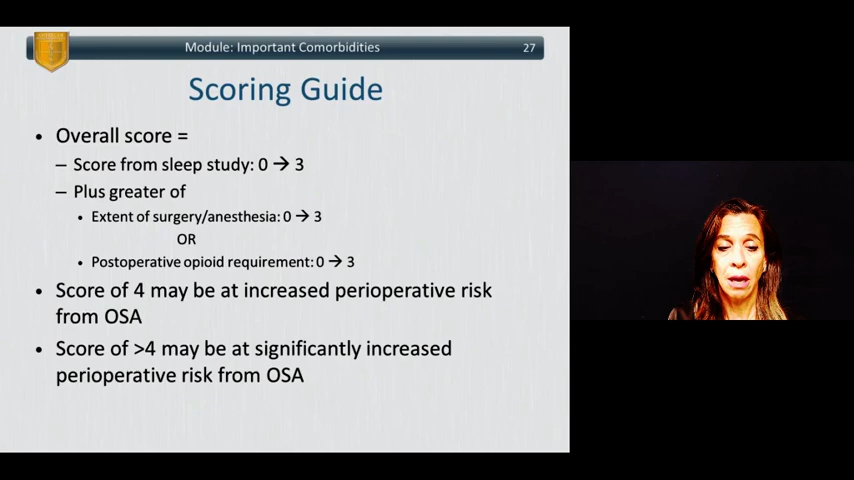 Module: Important Comorbidities
27
Scoring Guide
• Overall score =
– Score from sleep study: 0 → 3
– Plus greater of
• Extent of surgery/anesthesia: 0 → 3
OR
• Postoperative opioid requirement: 0 → 3
• Score of 4 may be at increased perioperative risk
from OSA
• Score of >4 may be at significantly increased
perioperative risk from OSA